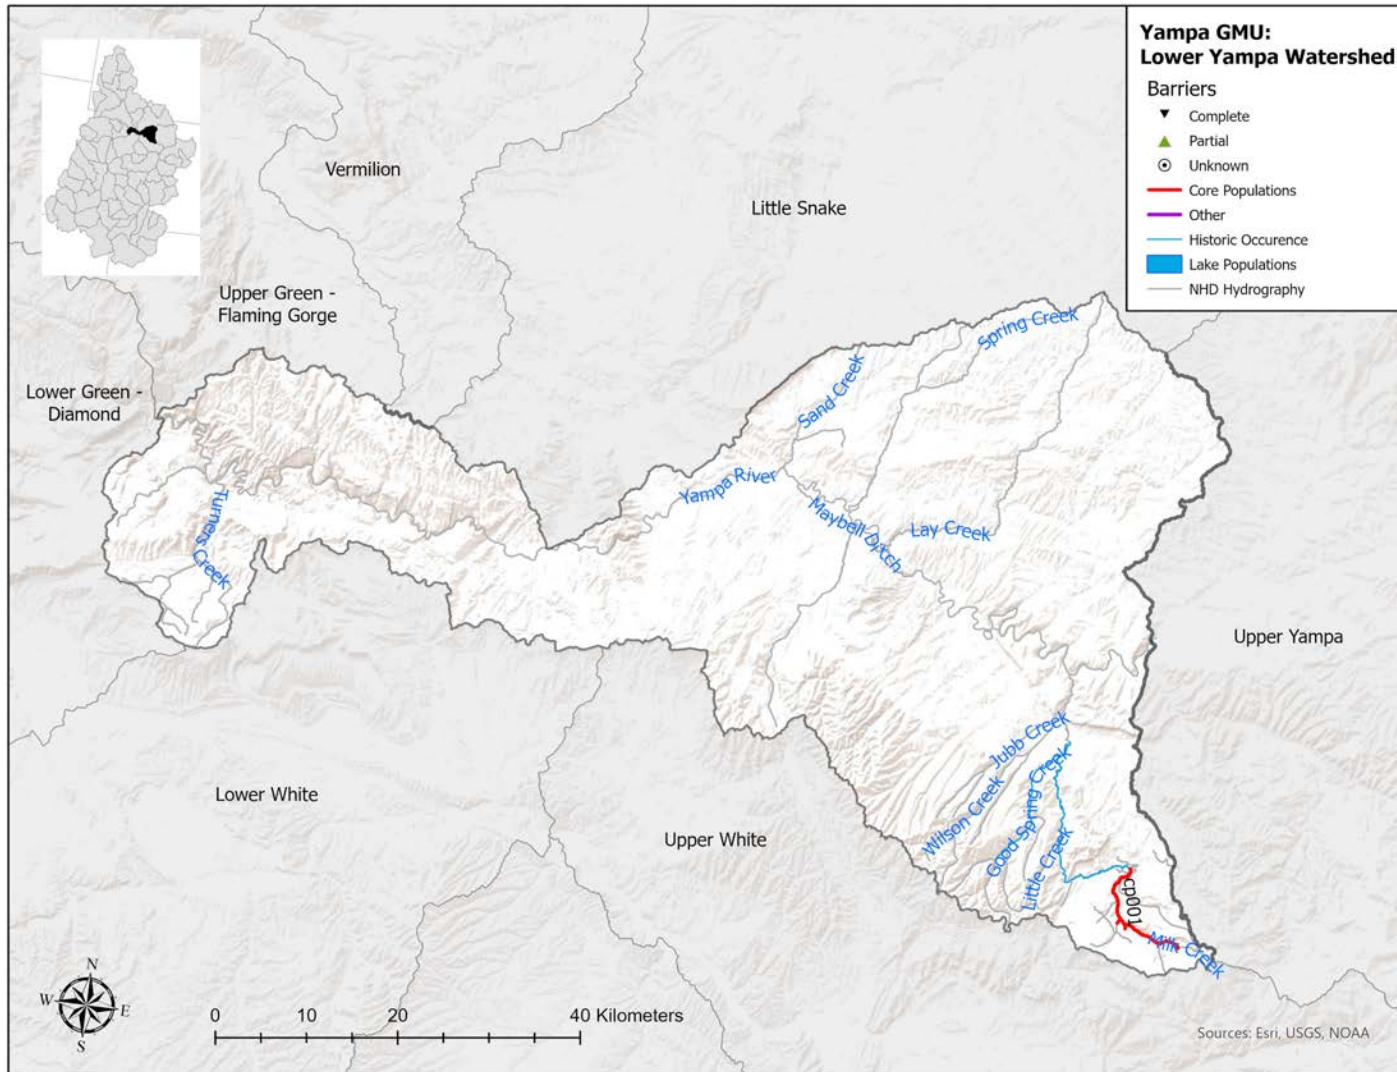 Yampa GMU:
Lower Yampa Watershed
Barriers
Complete
Partial
Unknown
Core Populations
Other
Historic Occurence
Lake Populations
NHD Hydrography
Vermilion
Little Snake
Upper Green -
Flaming Gorge
Lower Green -
Diamond
Spring Creek
Sand Creek
Yampa River
Maybell Ditch
Lay Creek
Turners Creek
Upper Yampa
Jubb Creek
Wilson Creek
Good Spring Creek
Little Creek
Lower White
Upper White
cp001
Milk Creek
N
W E
S
0 10 20 40 Kilometers
Sources: Esri, USGS, NOAA